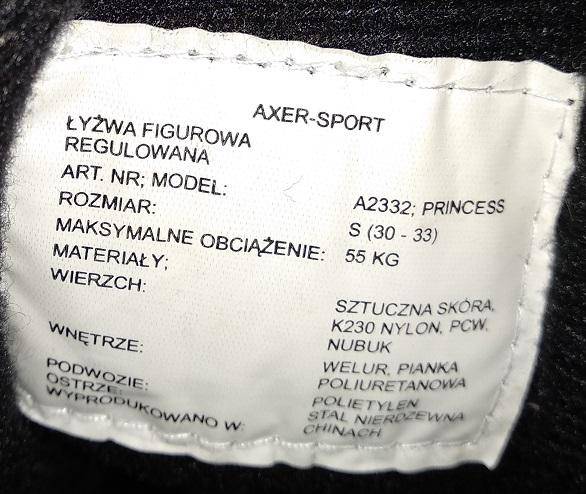 AXER-SPORT
ŁYŻWA FIGUROWA
REGULOWANA
ART. NR; MODEL: A2332; PRINCESS
ROZMIAR: S (30 - 33)
MAKSYMALNE OBCIĄŻENIE: 55 KG
MATERIAŁY;
WIERZCH: SZTUCZNA SKÓRA,
K230 NYLON, PCW,
NUBUK
WNĘTRZE: WELUR, PIANKA
POLIURETANOWA
PODWOZIE: POLIETYLEN
OSTRZE: STAL NIERDZEWNA
WYPRODUKOWANO W: CHINACH